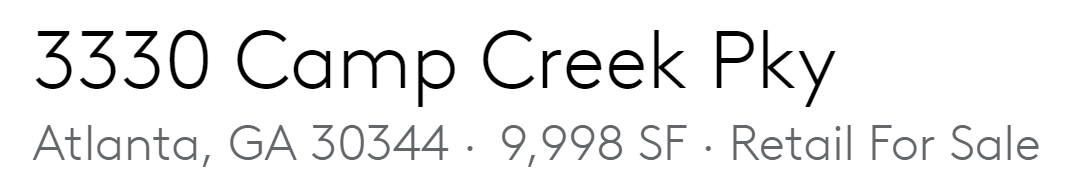 3330 Camp Creek Pky
Atlanta, GA 30344 · 9,998 SF · Retail For Sale